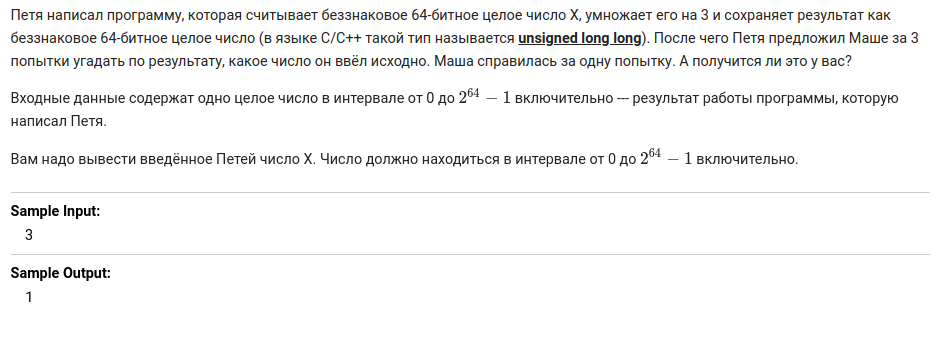 Петя написал программу, которая считывает беззнаковое 64-битное целое число X, умножает его на 3 и сохраняет результат как
беззнаковое 64-битное целое число (в языке C/C++ такой тип называется unsigned long long). После чего Петя предложил Маше за 3
попытки угадать по результату, какое число он ввёл исходно. Маша справилась за одну попытку. А получится ли это у вас?
Входные данные содержат одно целое число в интервале от 0 до 2^64 − 1 включительно --- результат работы программы, которую
написал Петя.
Вам надо вывести введённое Петей число X. Число должно находиться в интервале от 0 до 2^64 − 1 включительно.
Sample Input:
3
Sample Output:
1